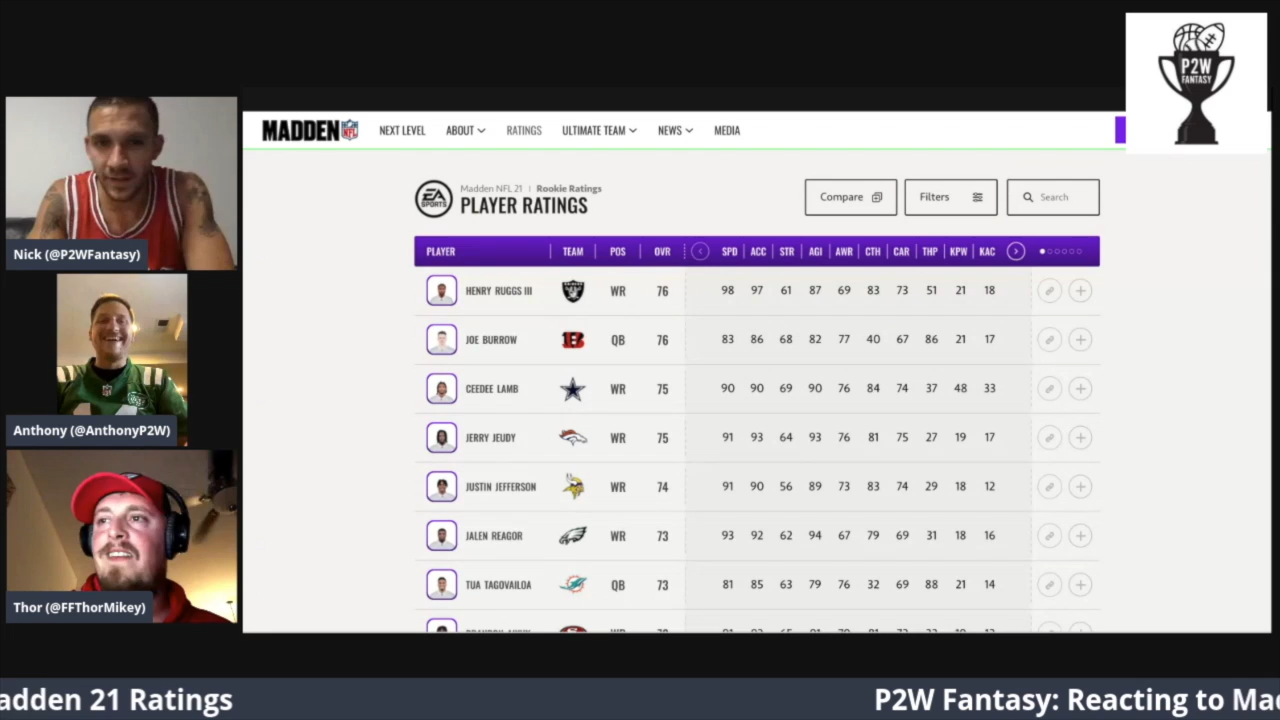 P2W
FANTASY
MADDEN NFL NEXT LEVEL ABOUT RATINGS ULTIMATE TEAM NEWS MEDIA
EA SPORTS
Madden NFL 21 | Rookie Ratings
PLAYER RATINGS
Compare Filters Search
PLAYER TEAM POS OVR SPD ACC STR AGI AWR CTH CAR THP KPW KAC
HENRY RUGGS III RAIDERS WR 76 98 97 61 87 69 83 73 51 21 18
JOE BURROW B QB 76 83 86 68 82 77 40 67 86 21 17
CEEDEE LAMB WR 75 90 90 69 90 76 84 74 37 48 33
JERRY JEUDY WR 75 91 93 64 93 76 81 75 27 19 17
JUSTIN JEFFERSON WR 74 91 90 56 89 73 83 74 29 18 12
JALEN REAGOR WR 73 93 92 62 94 67 79 69 31 18 16
TUA TAGOVAILOA QB 73 81 85 63 79 76 32 69 88 21 14
Nick (@P2WFantasy)
Anthony (@AnthonyP2W)
Thor (@FFThorMikey)
adden 21 Ratings P2W Fantasy: Reacting to Mad